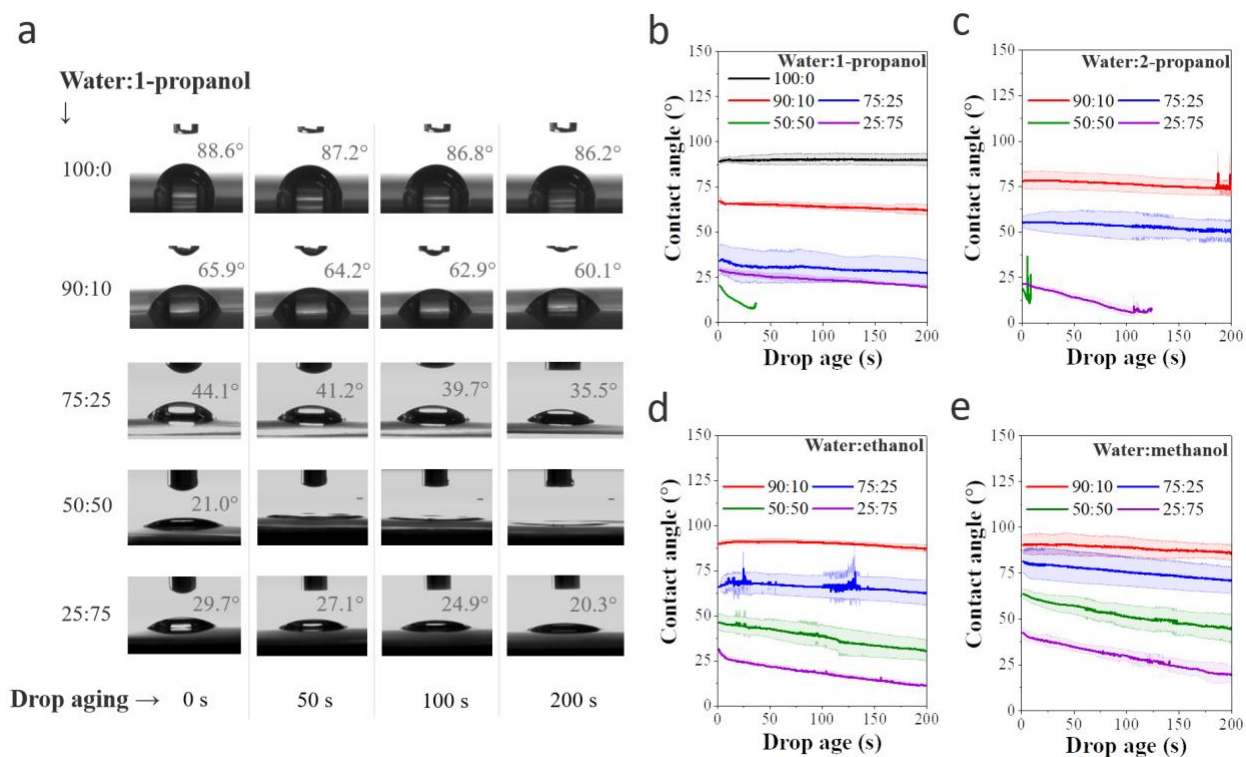 a
Water:1-propanol
↓
100:0
88.6°
87.2°
86.8°
86.2°
90:10
65.9°
64.2°
62.9°
60.1°
75:25
44.1°
41.2°
39.7°
35.5°
50:50
21.0°
-
-
-
25:75
29.7°
27.1°
24.9°
20.3°
Drop aging → 0 s 50 s 100 s 200 s
b
Water:1-propanol
100:0
90:10 75:25
50:50 25:75
Contact angle (°)
150
125
100
75
50
25
0
0 50 100 150 200
Drop age (s)
c
Water:2-propanol
90:10 75:25
50:50 25:75
Contact angle (°)
150
125
100
75
50
25
0
0 50 100 150 200
Drop age (s)
d
Water:ethanol
90:10 75:25
50:50 25:75
Contact angle (°)
150
125
100
75
50
25
0
0 50 100 150 200
Drop age (s)
e
Water:methanol
90:10 75:25
50:50 25:75
Contact angle (°)
150
125
100
75
50
25
0
0 50 100 150 200
Drop age (s)